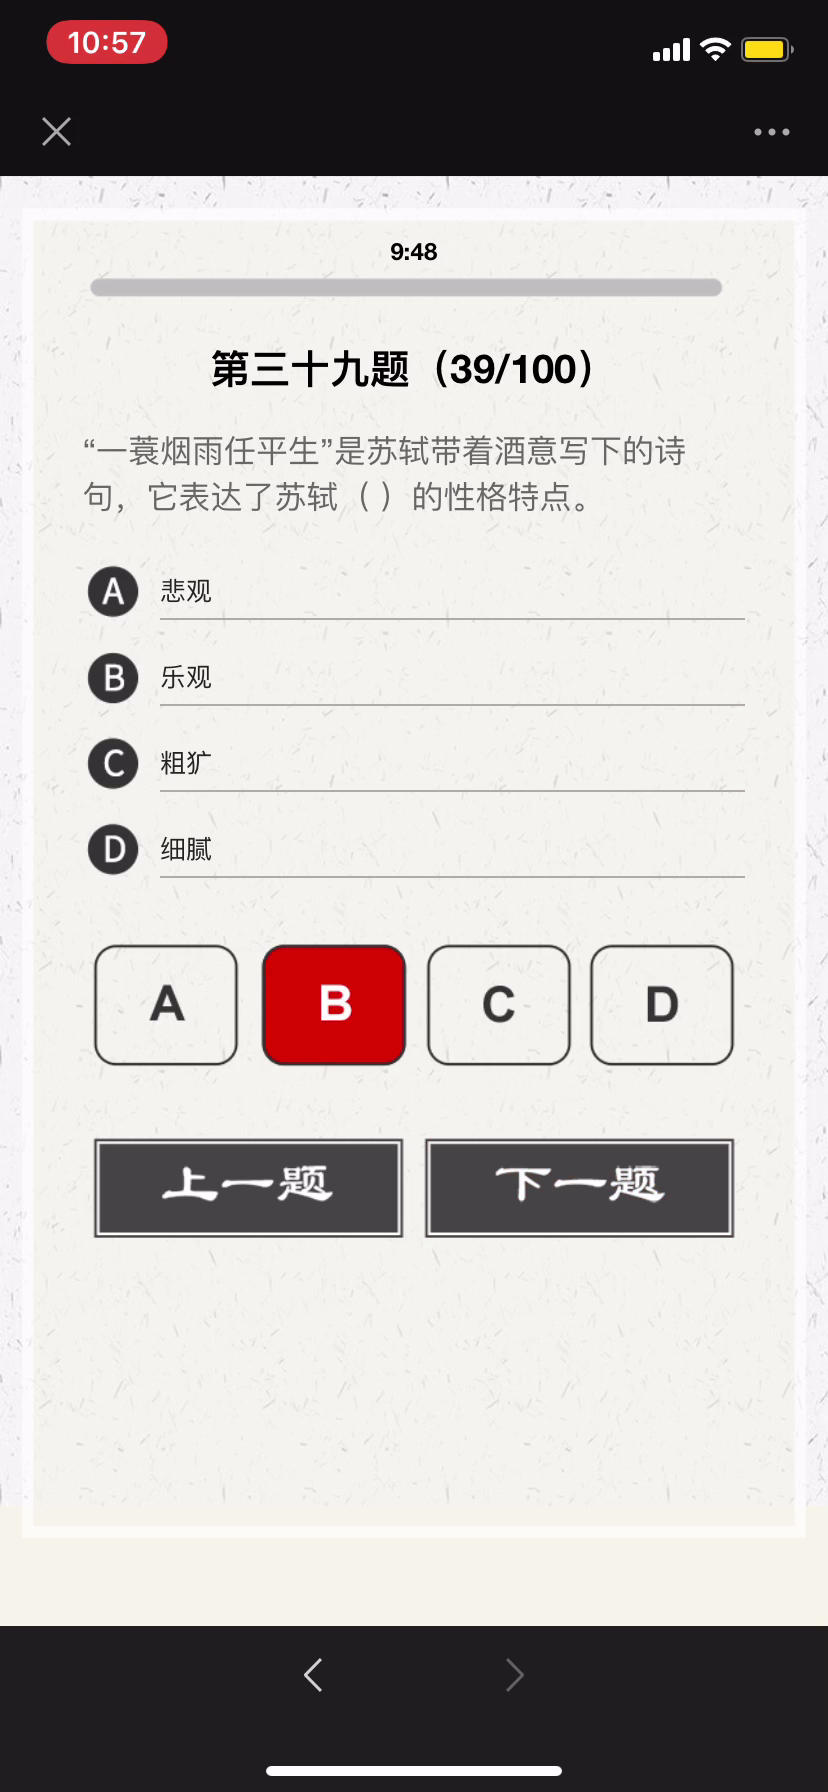 10:57
9:48
第三十九题（39/100）
“一蓑烟雨任平生”是苏轼带着酒意写下的诗
句，它表达了苏轼（ ）的性格特点。
A 悲观
B 乐观
C 粗犷
D 细腻
A B C D
上一题 下一题